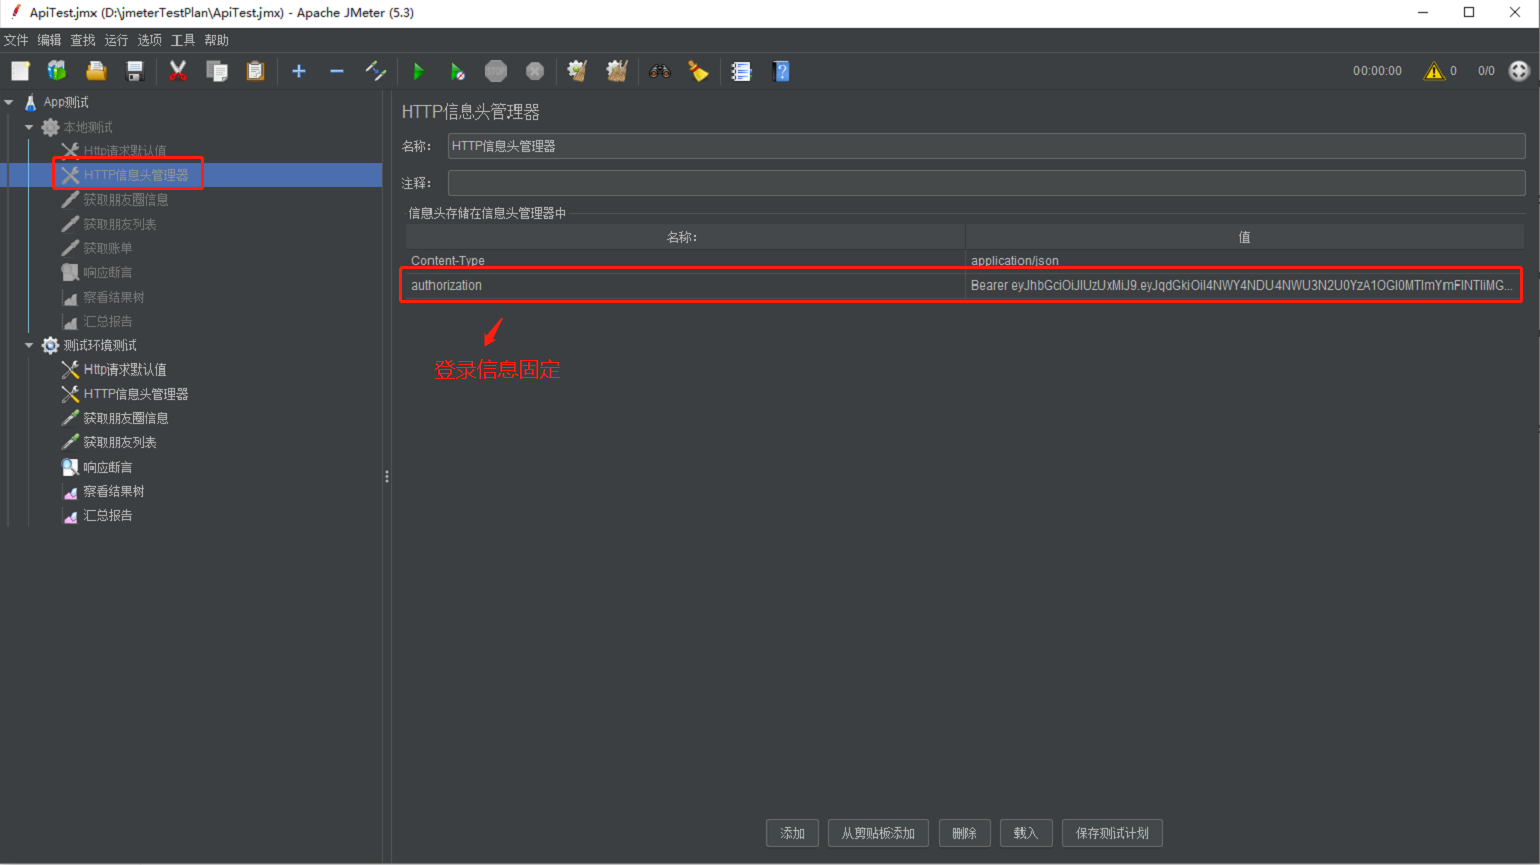 ApiTest.jmx (D:\jmeterTestPlan\ApiTest.jmx) - Apache JMeter (5.3)
文件 编辑 查找 运行 选项 工具 帮助
STOP
00:00:00 0 0/0
App测试
本地测试
Http请求默认值
HTTP信息头管理器
获取朋友圈信息
获取朋友列表
获取账单
响应断言
察看结果树
汇总报告
测试环境测试
Http请求默认值
HTTP信息头管理器
获取朋友圈信息
获取朋友列表
响应断言
察看结果树
汇总报告
HTTP信息头管理器
名称： HTTP信息头管理器
注释：
信息头存储在信息头管理器中
名称： 值
Content-Type application/json
authorization Bearer
登录信息固定
添加 从剪贴板添加 删除 载入 保存测试计划